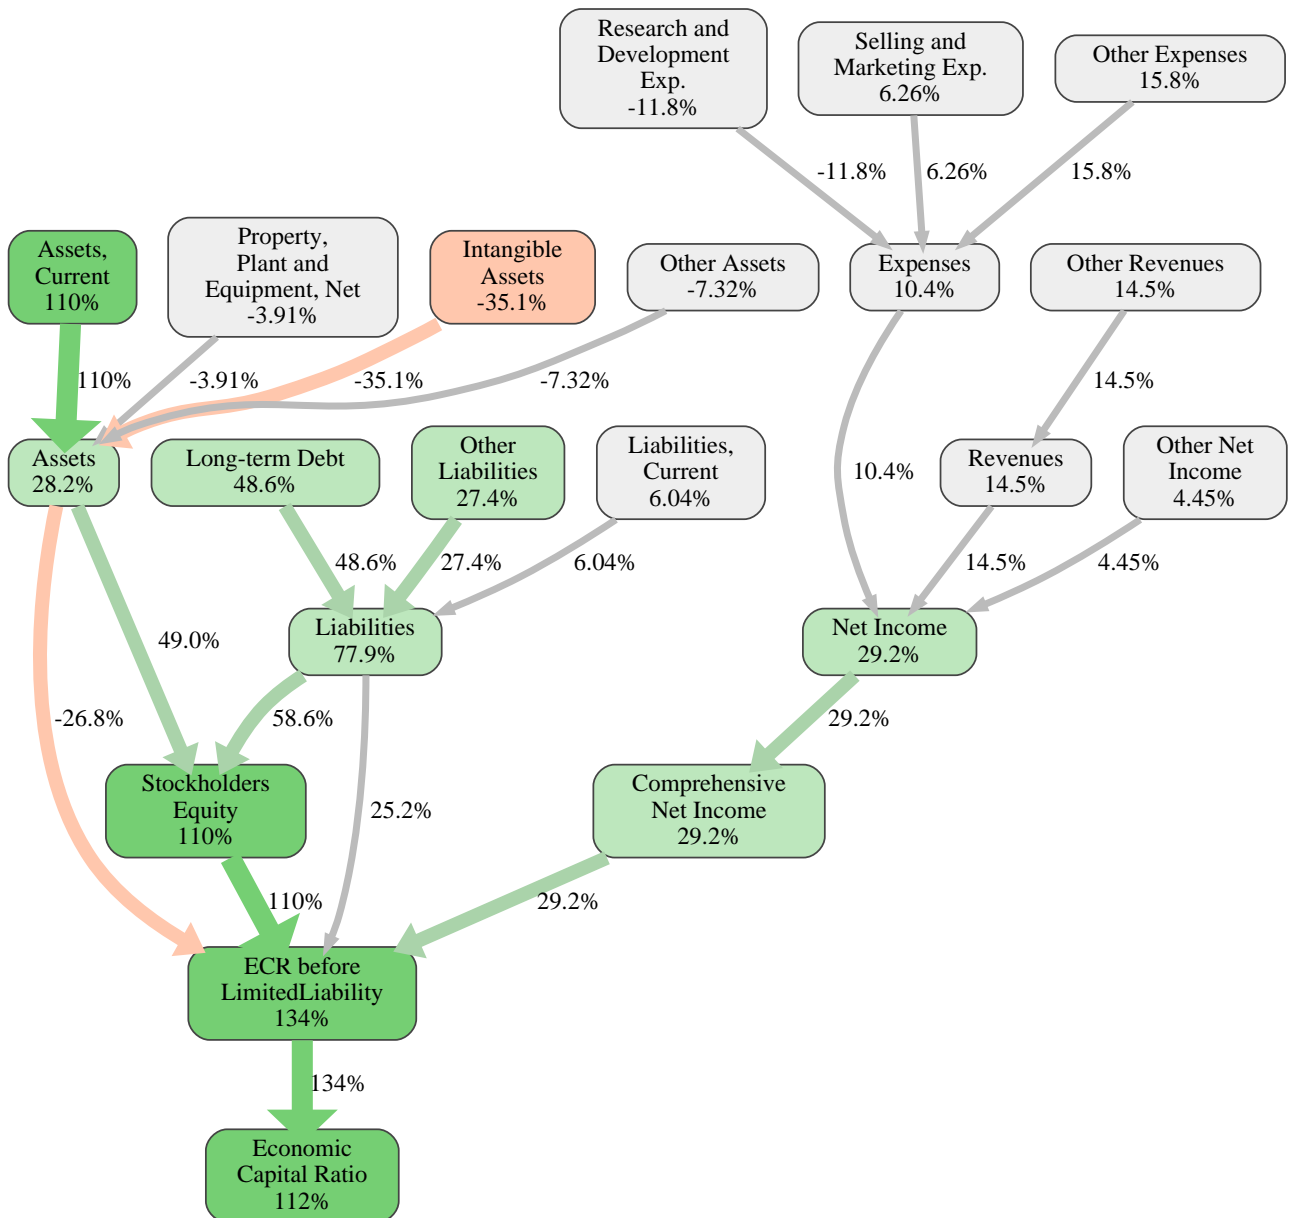 Research and
Development
Exp.
-11.8%
Selling and
Marketing Exp.
6.26%
Other Expenses
15.8%
-11.8%
6.26%
15.8%
Assets,
Current
110%
Property,
Plant and
Equipment, Net
-3.91%
Intangible
Assets
-35.1%
Other Assets
-7.32%
Expenses
10.4%
Other Revenues
14.5%
110%
-3.91%
-35.1%
-7.32%
14.5%
Assets
28.2%
Long-term Debt
48.6%
Other
Liabilities
27.4%
Liabilities,
Current
6.04%
10.4%
Revenues
14.5%
Other Net
Income
4.45%
48.6%
27.4%
6.04%
14.5%
4.45%
49.0%
Liabilities
77.9%
Net Income
29.2%
-26.8%
58.6%
29.2%
Stockholders
Equity
110%
25.2%
Comprehensive
Net Income
29.2%
110%
29.2%
ECR before
LimitedLiability
134%
134%
Economic
Capital Ratio
112%